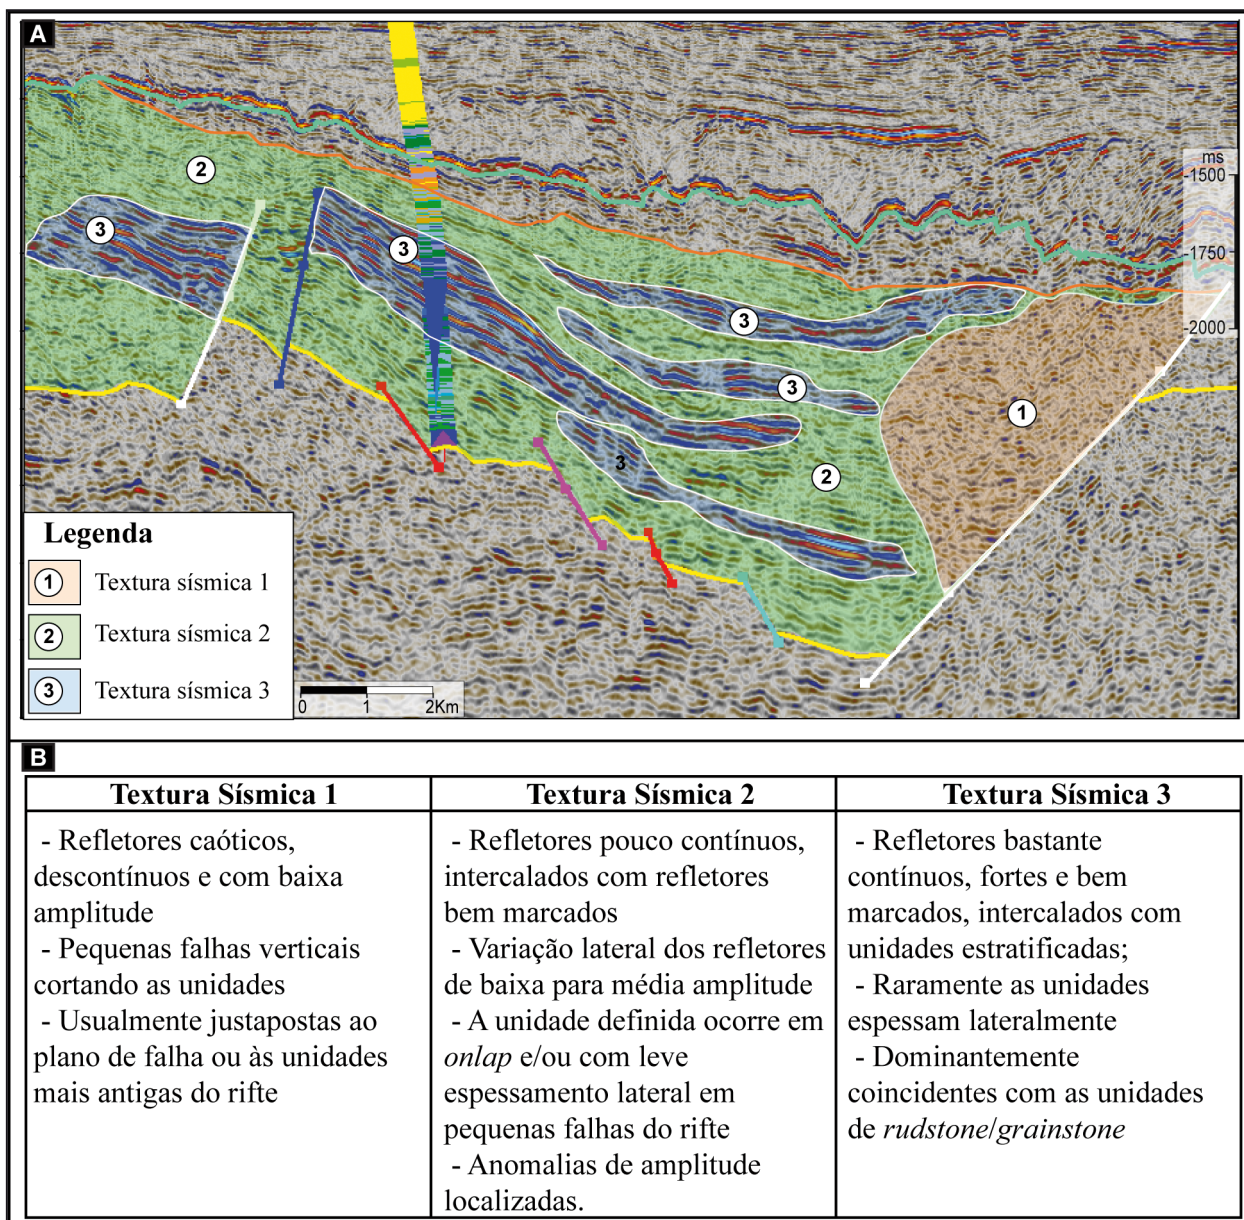 A
2
3
3
3
3
3
2
1
ms
-1500
-1750
-2000
Legenda
1 Textura sísmica 1
2 Textura sísmica 2
3 Textura sísmica 3
0 1 2Km
B
Textura Sísmica 1
- Refletores caóticos,
descontínuos e com baixa
amplitude
- Pequenas falhas verticais
cortando as unidades
- Usualmente justapostas ao
plano de falha ou às unidades
mais antigas do rifte
Textura Sísmica 2
- Refletores pouco contínuos,
intercalados com refletores
bem marcados
- Variação lateral dos refletores
de baixa para média amplitude
- A unidade definida ocorre em
onlap e/ou com leve
espessamento lateral em
pequenas falhas do rifte
- Anomalias de amplitude
localizadas.
Textura Sísmica 3
- Refletores bastante
contínuos, fortes e bem
marcados, intercalados com
unidades estratificadas;
- Raramente as unidades
espessam lateralmente
- Dominantemente
coincidentes com as unidades
de rudstone/grainstone